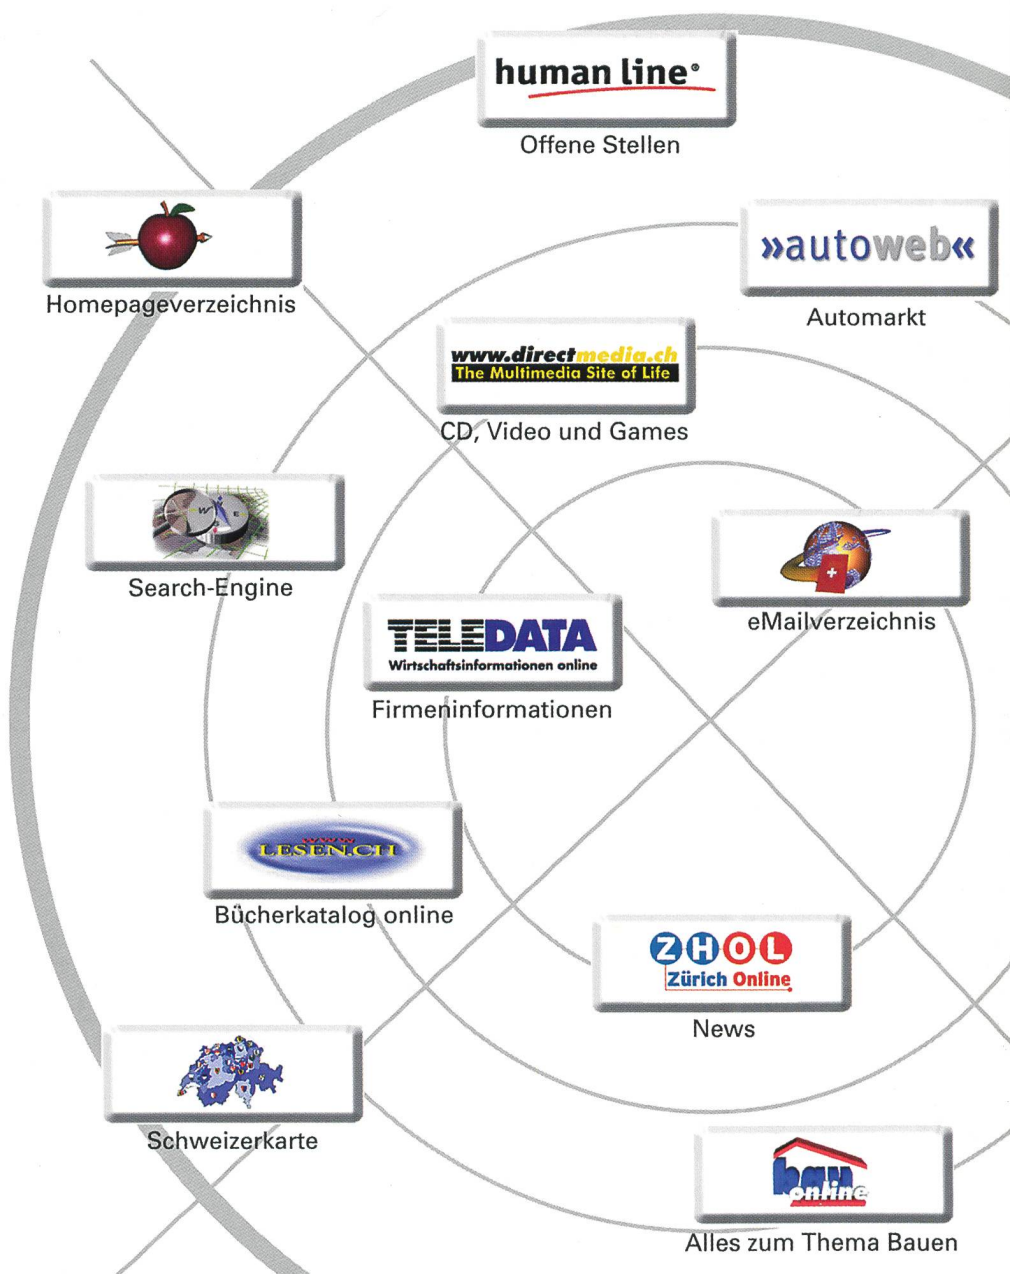 human line®
Offene Stellen
Homepageverzeichnis
»autoweb«
Automarkt
www.directmedia.ch
The Multimedia Site of Life
CD, Video und Games
W E
Search-Engine
eMailverzeichnis
TELEDATA
Wirtschaftsinformationen online
Firmeninformationen
www
LESEN.CH
Bücherkatalog online
ZHOL
Zürich Online
News
Schweizerkarte
bau
online
Alles zum Thema Bauen